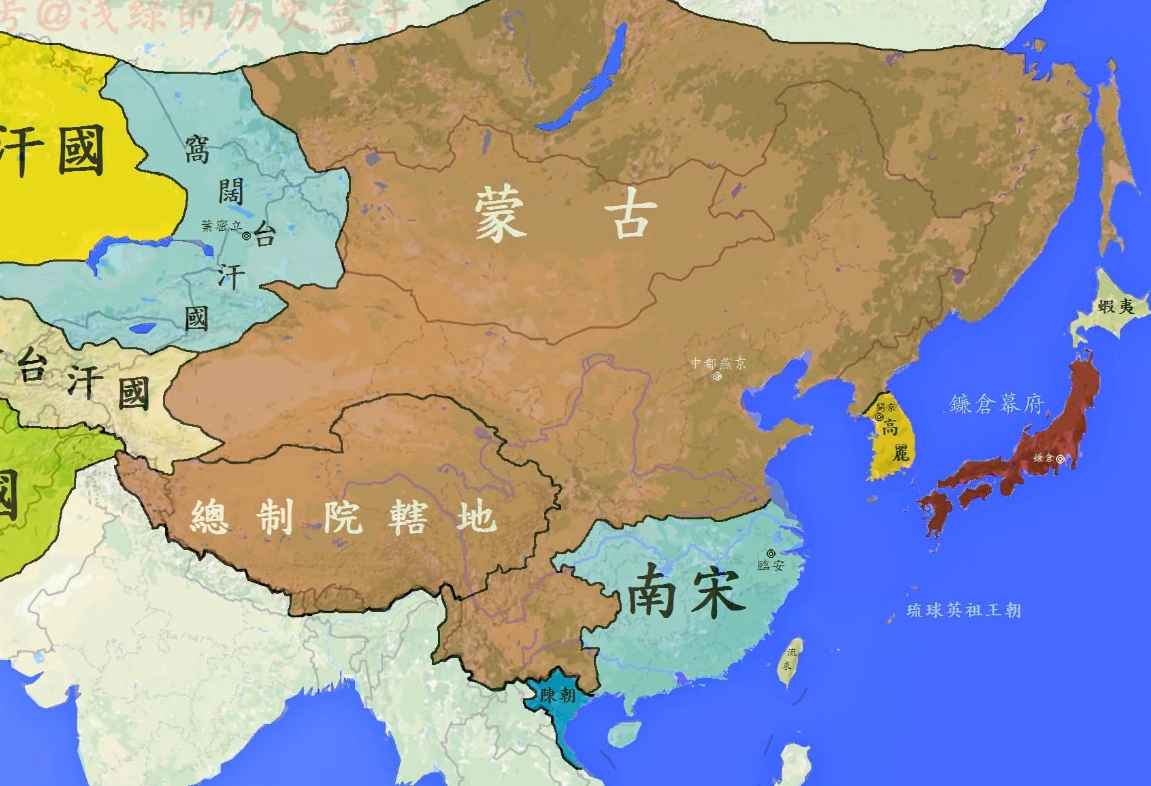 号@浅绿的历史盒子
汗國
窩闊台汗國
葉密立
蒙古
蝦夷
台汗國
中都燕京
鎌倉幕府
開京
高麗
鎌倉
國
總制院轄地
南宋
臨安
琉球英祖王朝
流求
陳朝